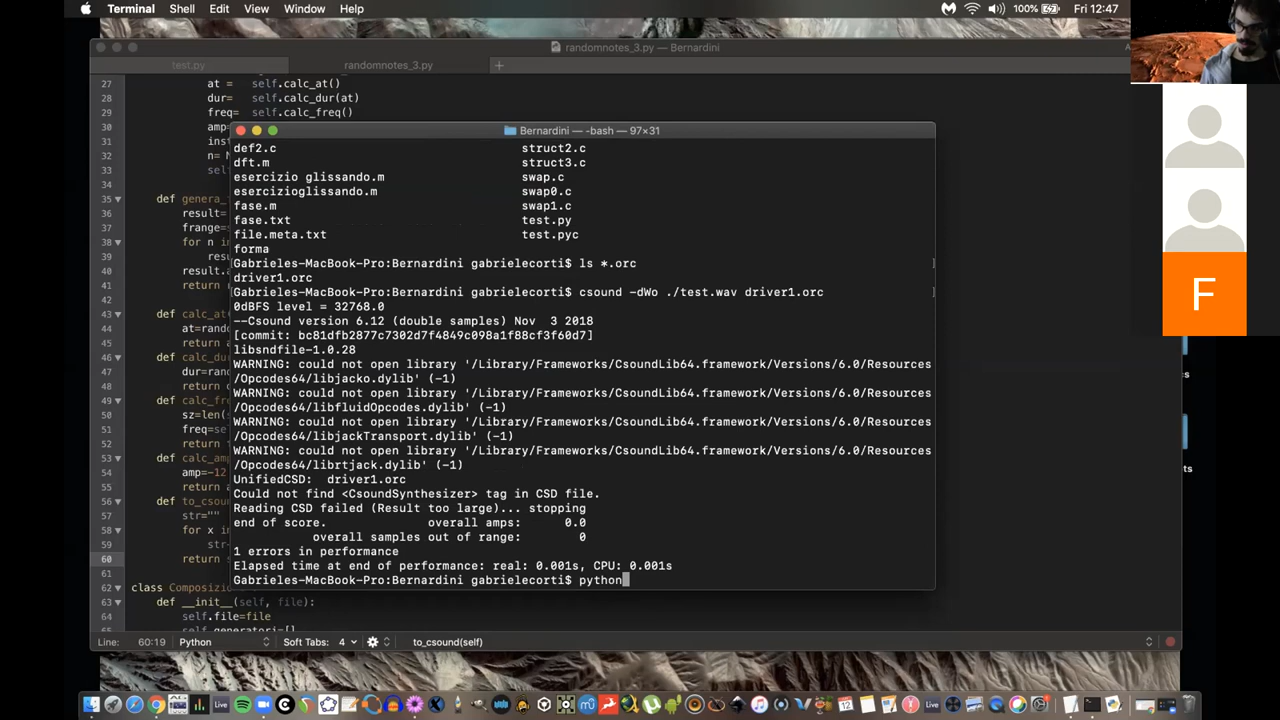 Terminal Shell Edit View Window Help
100% Fri 12:47
randomnotes_3.py — Bernardini
test.py randomnotes_3.py +
27 at = self.calc_at()
28 dur= self.calc_dur(at)
29 freq= self.calc_freq()
30 amp=
31 inst
32 n= N
33 sel
34
35 def genera_
36 result=
37 frange=s
38 for n in
39 res
40 result.a
41 return
42
43 def calc_at
44 at=rando
45 return a
46 def calc_du
47 dur=rand
48 return d
49 def calc_fr
50 sz=len(s
51 freq=se
52 return
53 def calc_amp
54 amp=-12
55 return a
56 def to_csou
57 str=""
58 for x in
59 str
60 return s
61
62 class Composizi
63 def __init__(self, file):
64 self.file=file
65 self.generatori=[]
Bernardini — -bash — 97×31
def2.c struct2.c
dft.m struct3.c
esercizio glissando.m swap.c
esercizioglissando.m swap0.c
fase.m swap1.c
fase.txt test.py
file.meta.txt test.pyc
forma
Gabrieles-MacBook-Pro:Bernardini gabrielecorti$ ls *.orc
driver1.orc
Gabrieles-MacBook-Pro:Bernardini gabrielecorti$ csound -dWo ./test.wav driver1.orc
0dBFS level = 32768.0
--Csound version 6.12 (double samples) Nov  3 2018
[commit: bc81dfb2877c7302d7f4849c098a1f88cf3f60d7]
libsndfile-1.0.28
WARNING: could not open library '/Library/Frameworks/CsoundLib64.framework/Versions/6.0/Resources
/Opcodes64/libjacko.dylib' (-1)
WARNING: could not open library '/Library/Frameworks/CsoundLib64.framework/Versions/6.0/Resources
/Opcodes64/libfluidOpcodes.dylib' (-1)
WARNING: could not open library '/Library/Frameworks/CsoundLib64.framework/Versions/6.0/Resources
/Opcodes64/libjackTransport.dylib' (-1)
WARNING: could not open library '/Library/Frameworks/CsoundLib64.framework/Versions/6.0/Resources
/Opcodes64/librtjack.dylib' (-1)
UnifiedCSD:  driver1.orc
Could not find <CsoundSynthesizer> tag in CSD file.
Reading CSD failed (Result too large)... stopping
end of score. overall amps: 0.0
overall samples out of range: 0
1 errors in performance
Elapsed time at end of performance: real: 0.001s, CPU: 0.001s
Gabrieles-MacBook-Pro:Bernardini gabrielecorti$ python
Line: 60:19 Python Soft Tabs: 4 to_csound(self)
F